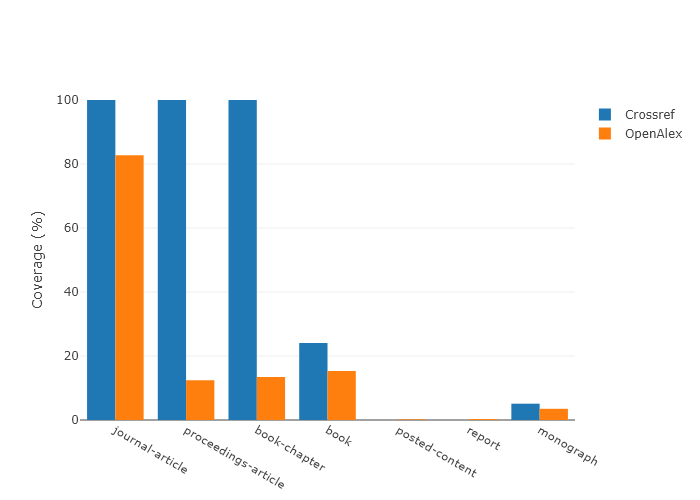 100
80
60
40
20
0
Coverage (%)
journal-article
proceedings-article
book-chapter
book
posted-content
report
monograph
Crossref
OpenAlex